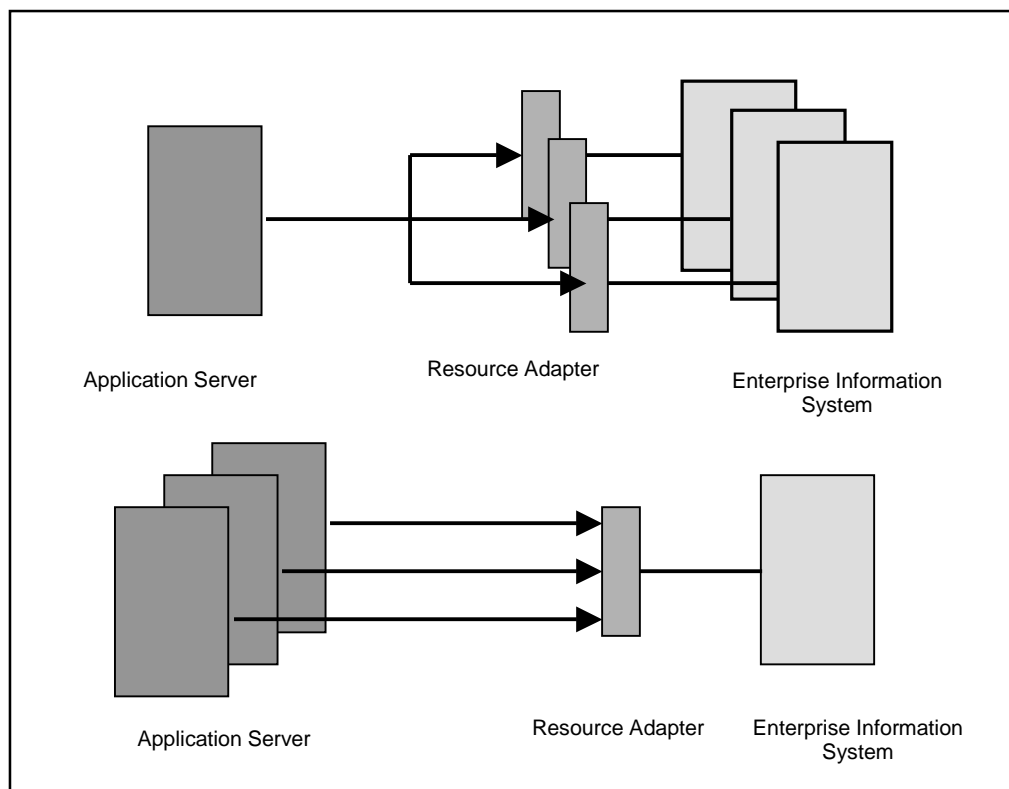 Application Server
Resource Adapter
Enterprise Information
System
Application Server
Resource Adapter
Enterprise Information
System